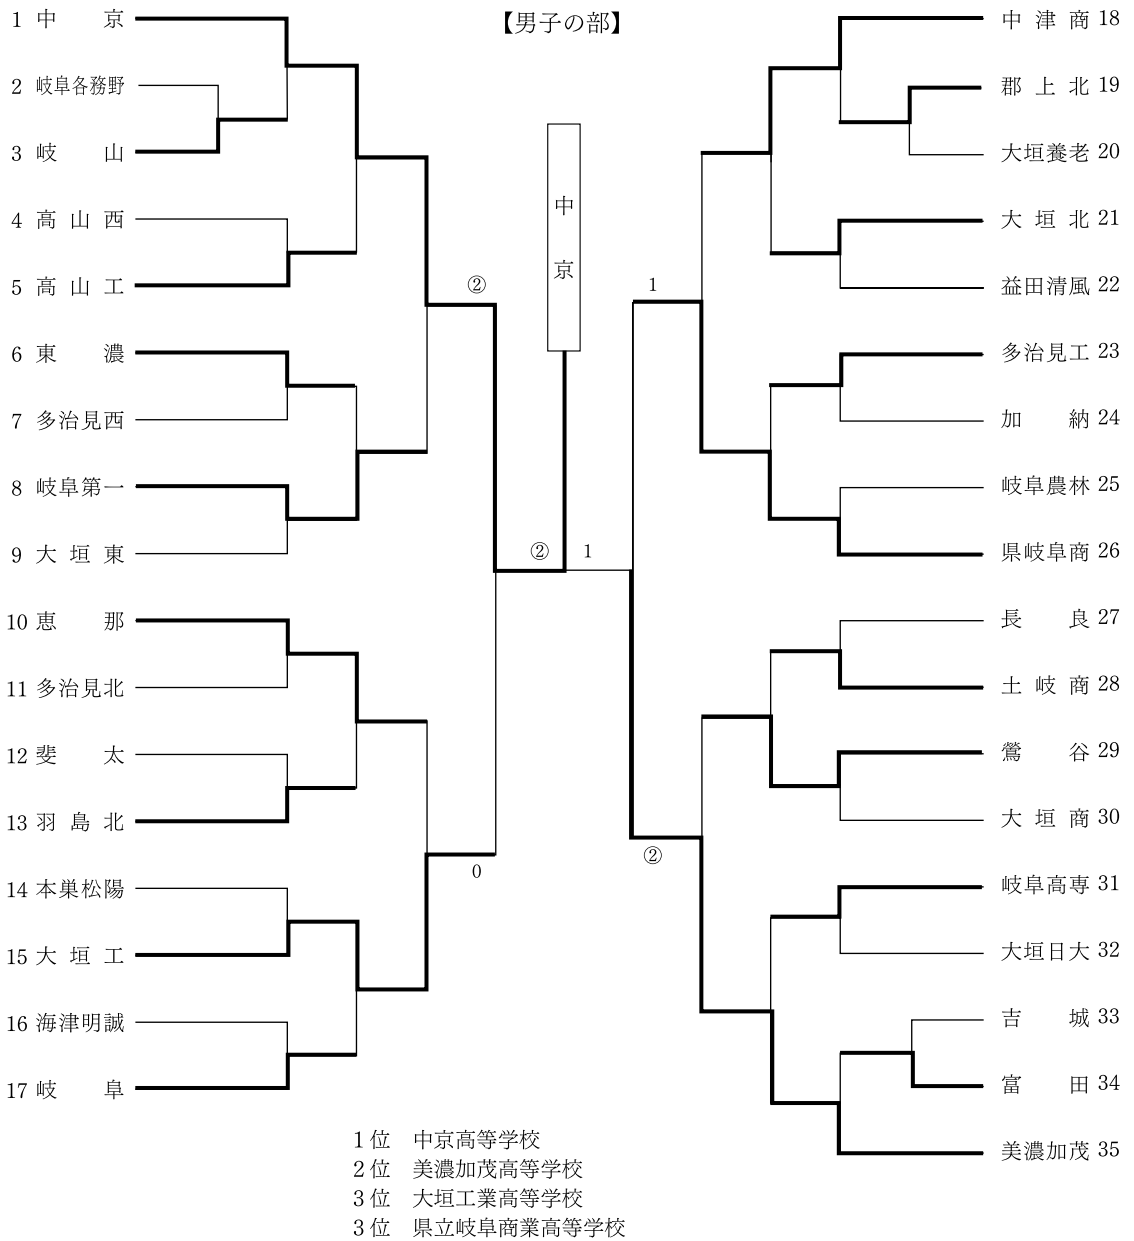 【男子の部】
1 中京
2 岐阜各務野
3 岐山
4 高山西
5 高山工
6 東濃
7 多治見西
8 岐阜第一
9 大垣東
10 恵那
11 多治見北
12 斐太
13 羽島北
14 本巣松陽
15 大垣工
16 海津明誠
17 岐阜
中京
②
0
②
1
1
②
中津商 18
郡上北 19
大垣養老 20
大垣北 21
益田清風 22
多治見工 23
加納 24
岐阜農林 25
県岐阜商 26
長良 27
土岐商 28
鶯谷 29
大垣商 30
岐阜高専 31
大垣日大 32
吉城 33
富田 34
美濃加茂 35
1位 中京高等学校
2位 美濃加茂高等学校
3位 大垣工業高等学校
3位 県立岐阜商業高等学校